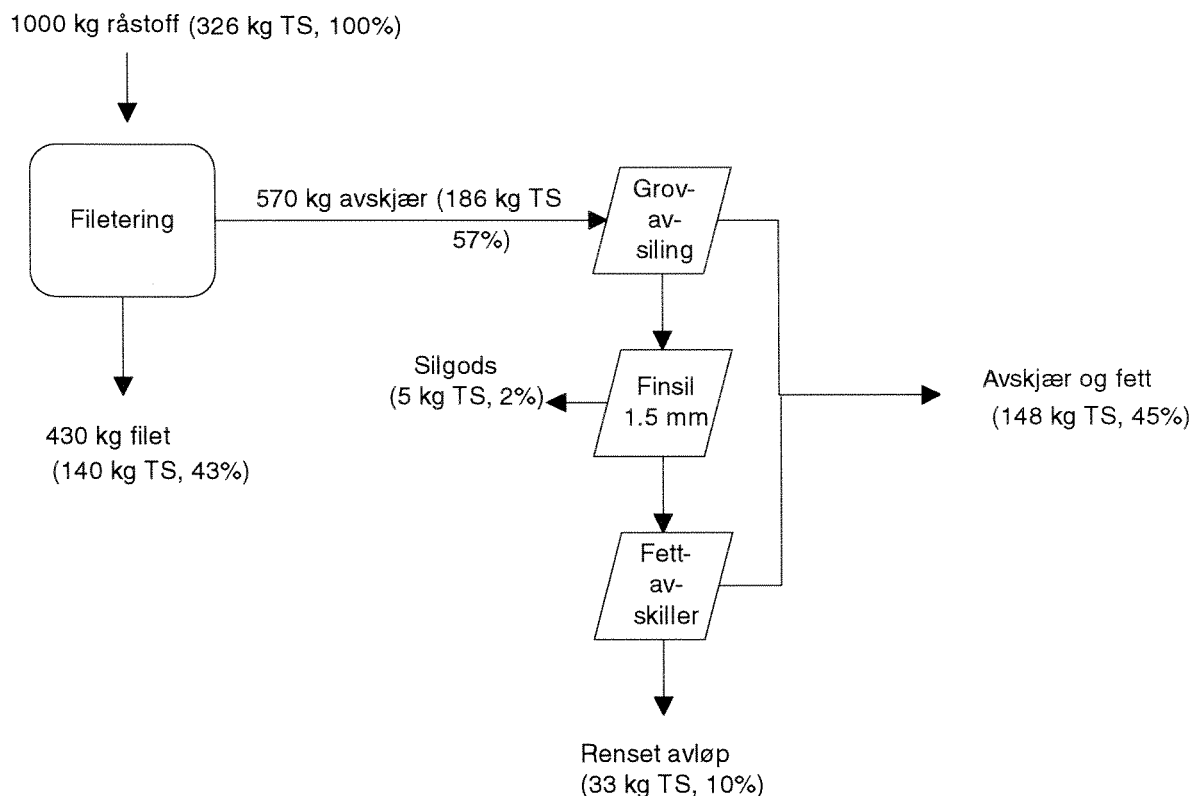 1000 kg råstoff (326 kg TS, 100%)
Filetering
570 kg avskjær (186 kg TS
57%)
Grov-
av-
siling
430 kg filet
(140 kg TS, 43%)
Silgods
(5 kg TS, 2%)
Finsil
1.5 mm
Avskjær og fett
(148 kg TS, 45%)
Fett-
av-
skiller
Renset avløp
(33 kg TS, 10%)